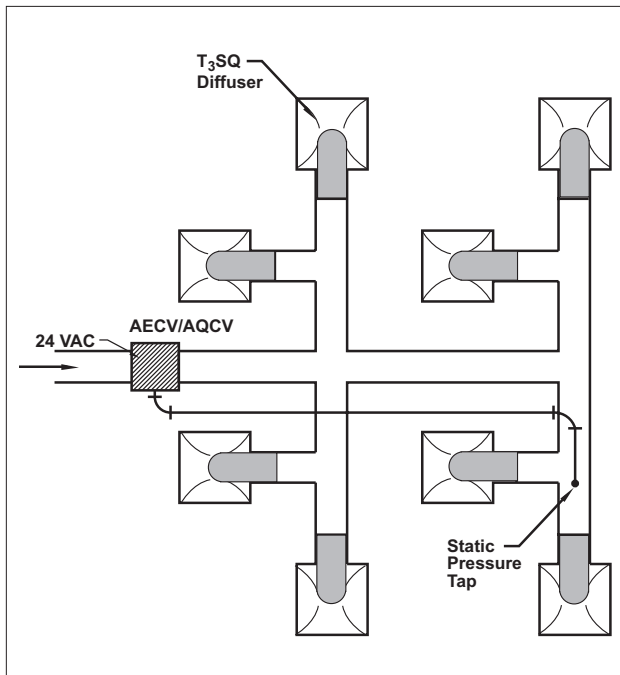 T₃SQ
Diffuser
AECV/AQCV
24 VAC
Static
Pressure
Tap